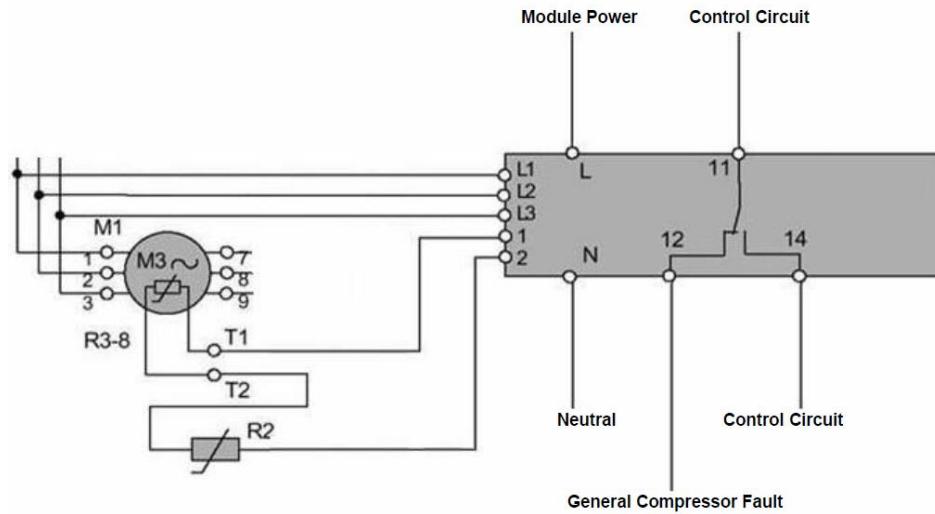 Module Power
Control Circuit
L1
L
11
L2
L3
M1
1
12
14
M3
7
1
2
N
2
8
3
9
R3-8
T1
T2
R2
Neutral
Control Circuit
General Compressor Fault